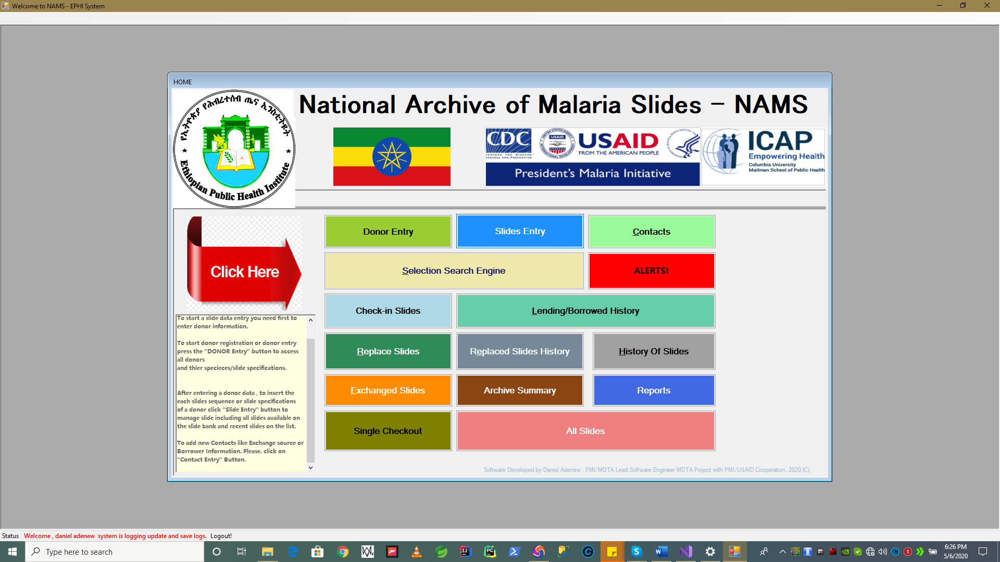 Welcome to NAMS - EPHI System
HOME
National Archive of Malaria Slides - NAMS
የኢትዮጵያ የሕብረተሰብ ጤና ኢንስቲትዩት
Ethiopian Public Health Institute
CDC
CENTERS FOR DISEASE
CONTROL AND PREVENTION
USAID
USAID
FROM THE AMERICAN PEOPLE
President's Malaria Initiative
ICAP
Empowering Health
Columbia University
Mailman School of Public Health
Click Here
Donor Entry
Slides Entry
Contacts
Selection Search Engine
ALERTS!
Check-in Slides
Lending/Borrowed History
Replace Slides
Replaced Slides History
History Of Slides
Exchanged Slides
Archive Summary
Reports
Single Checkout
All Slides
To start a slide data entry you need first to
enter donor information.
To start donor registration or donor entry
press the "DONOR Entry" button to access
all donors
and thier specieces/slide specifications.
After entering a donor data , to insert the
each slides sequence or slide specifications
of a donor click "Slide Entry" button to
manage slide including all slides available on
the slide bank and recent slides on the list.
To add new Contacts like Exchange source or
Borrower Information. Please. click on
"Contact Entry" Button.
Software Developed by Daniel Adenew , PMI/MDTA Lead Software Engineer MDTA Project with PMI/USAID Cooperation, 2020 (C).
Status Welcome , daniel adenew system is logging update and save logs. Logout!
Type here to search
6:26 PM
5/6/2020